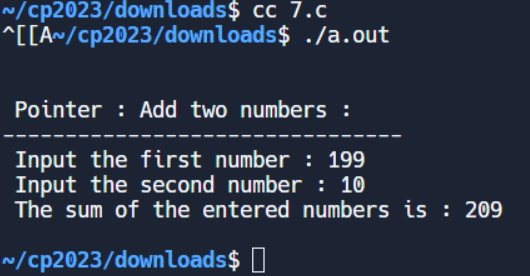 ~/cp2023/downloads$ cc 7.c
^[[A~/cp2023/downloads$ ./a.out
Pointer : Add two numbers :
--------------------------------
Input the first number : 199
Input the second number : 10
The sum of the entered numbers is : 209
~/cp2023/downloads$